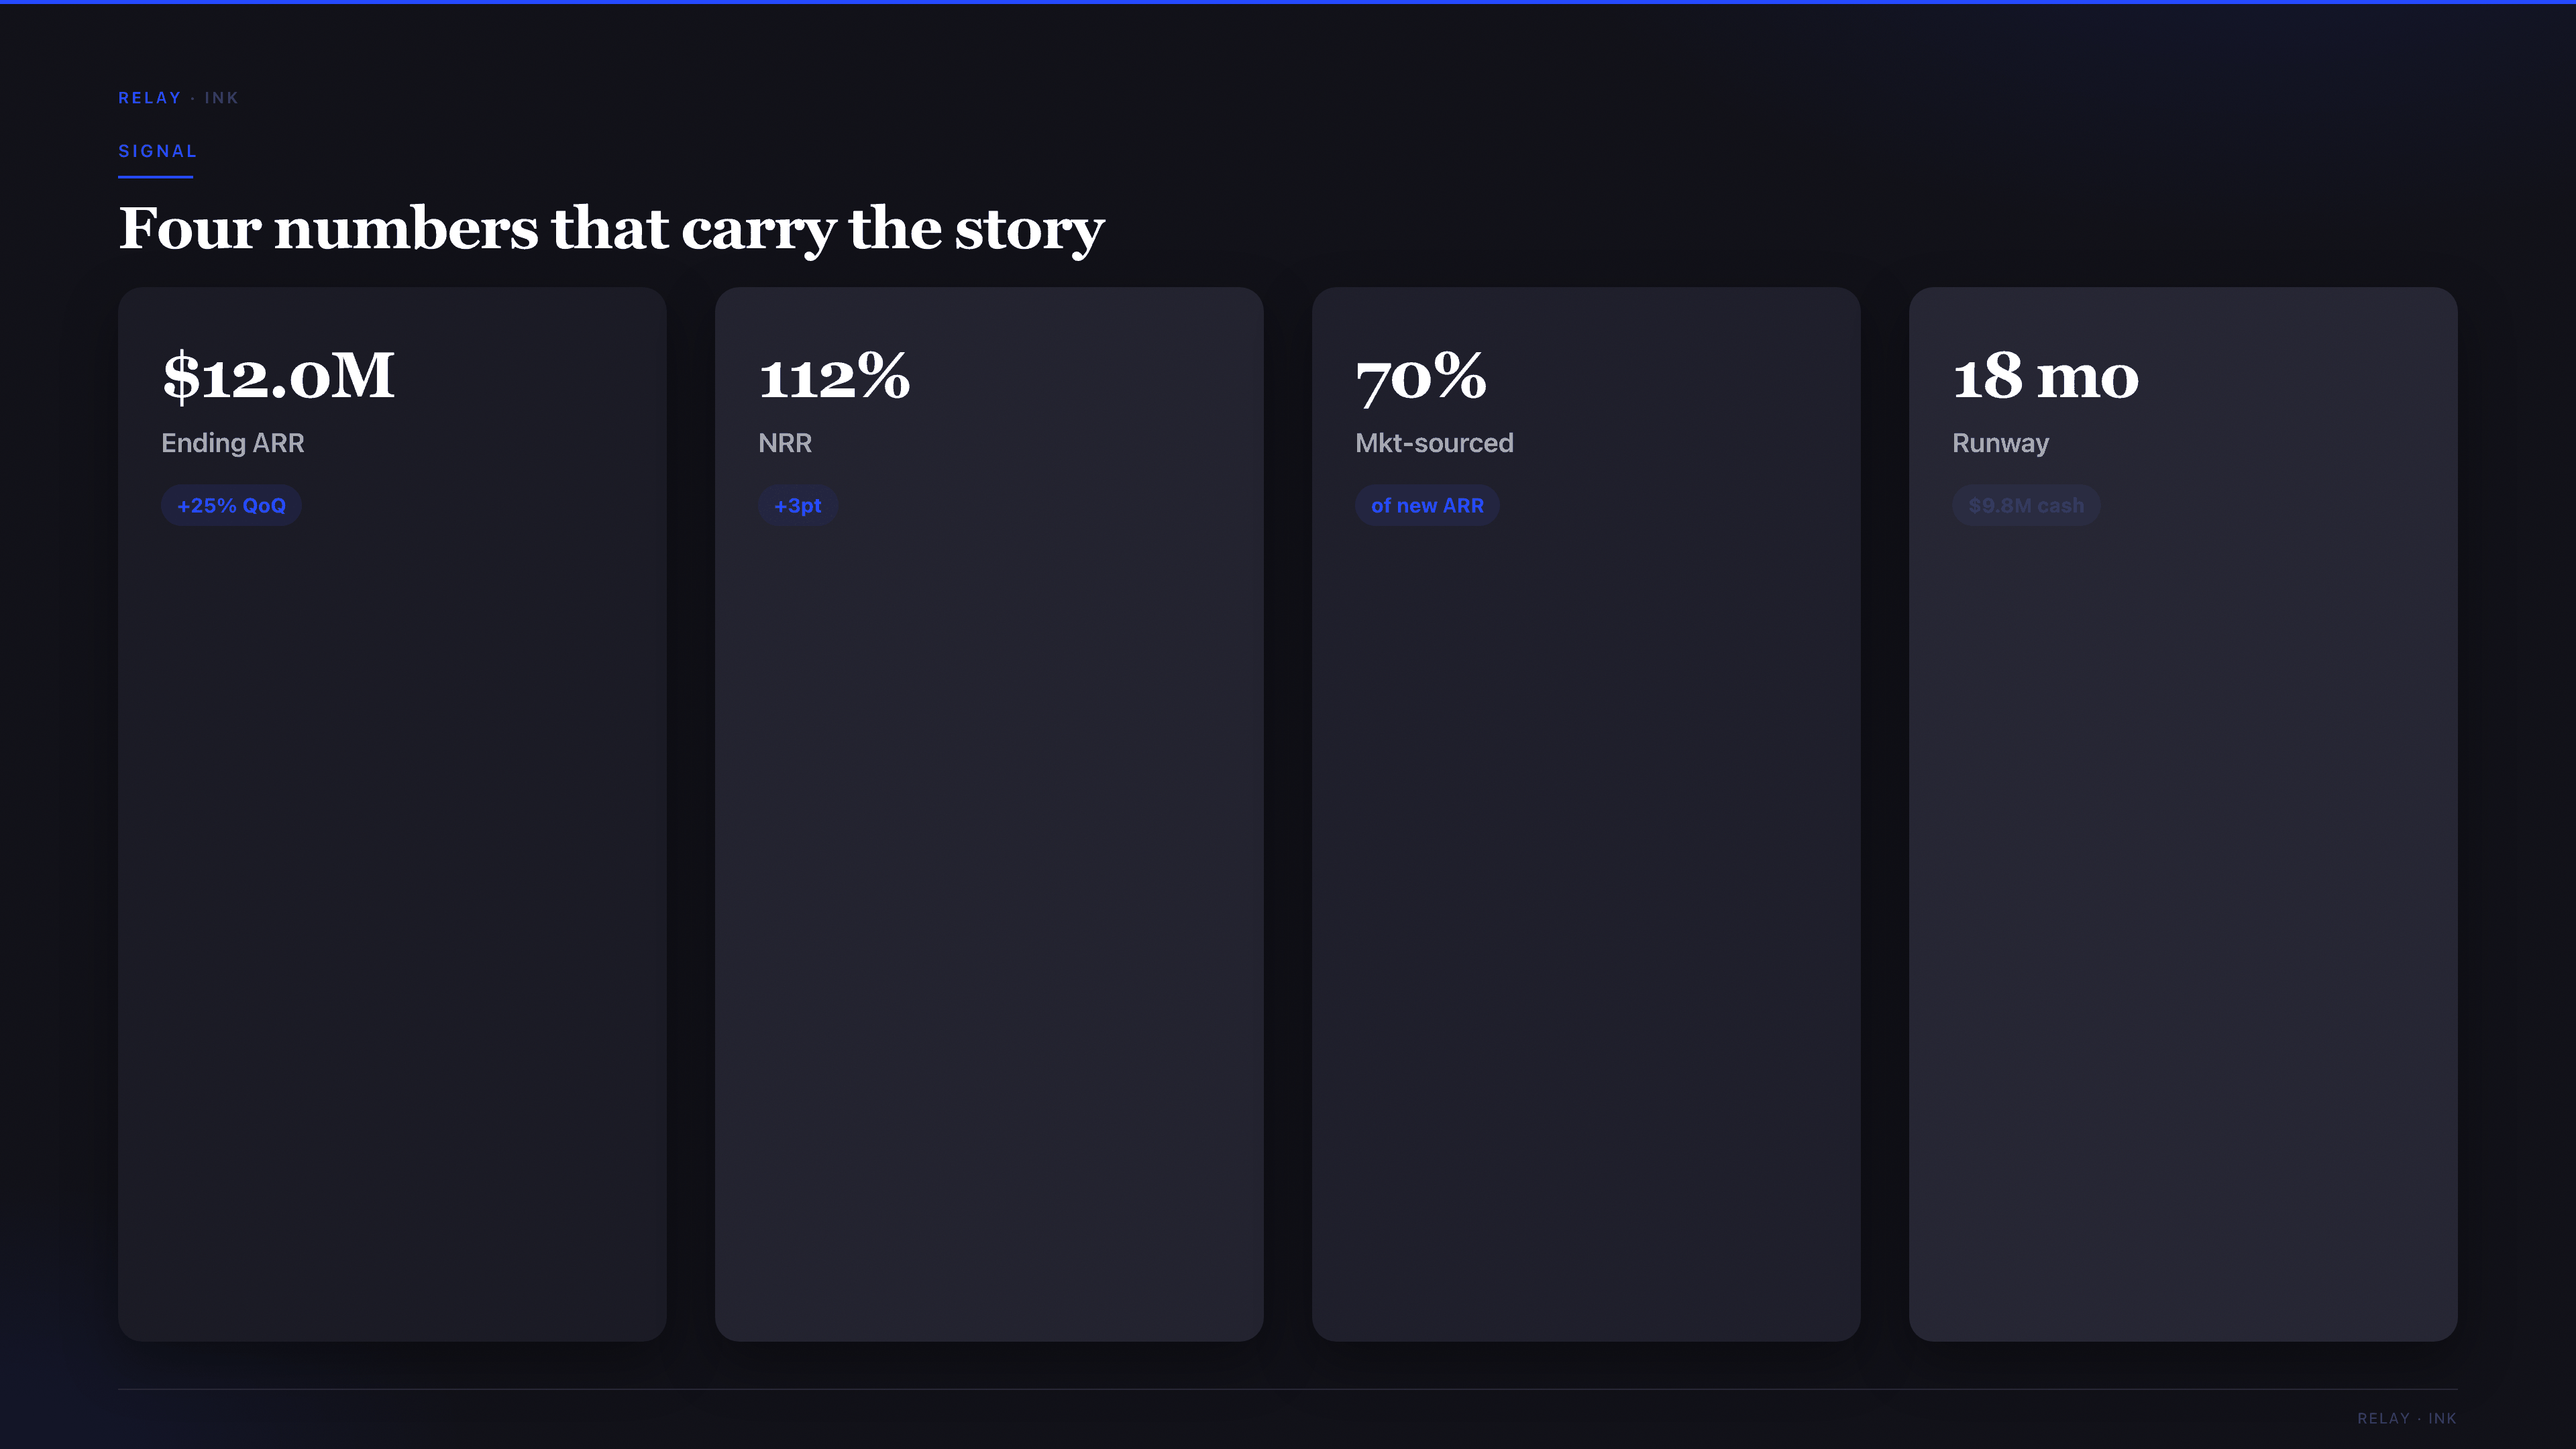 RELAY · INK
SIGNAL
Four numbers that carry the story
$12.0M
Ending ARR
+25% QoQ
112%
NRR
+3pt
70%
Mkt-sourced
of new ARR
18 mo
Runway
$9.8M cash
RELAY · INK